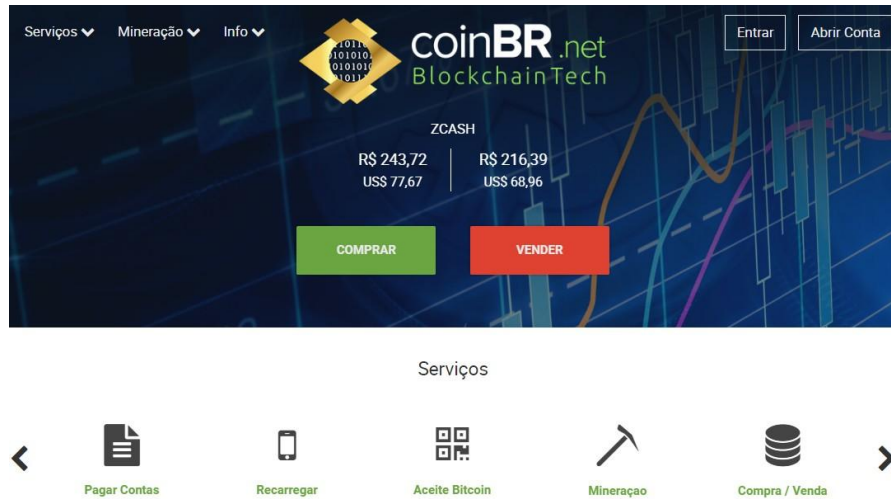 Serviços
Mineração
Info
coinBR.net
BlockchainTech
Entrar
Abrir Conta
ZCASH
R$ 243,72
R$ 216,39
US$ 77,67
US$ 68,96
COMPRAR
VENDER
Serviços
Pagar Contas
Recarregar
Aceite Bitcoin
Mineraçao
Compra / Venda